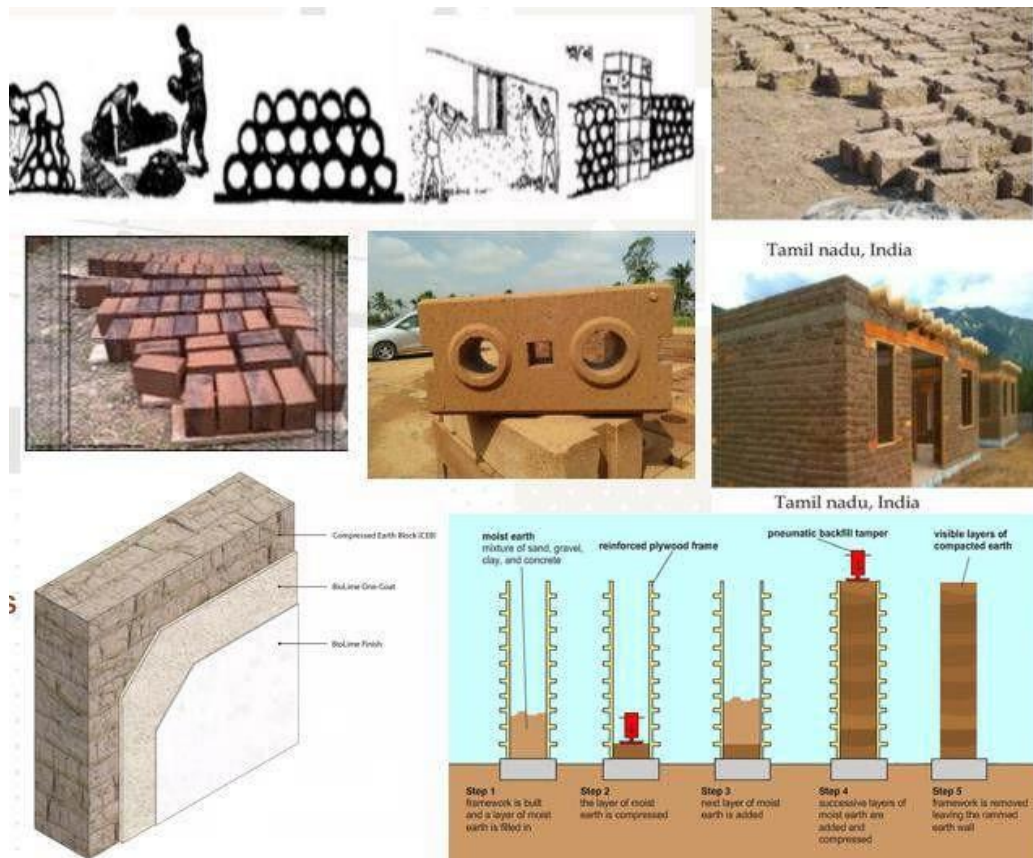 Tamil nadu, India
Tamil nadu, India
Compressed Earth Block (CEB)
BioLime One-Coat
BioLime Finish
s
moist earth
mixture of sand, gravel,
clay, and concrete
reinforced plywood frame
pneumatic backfill tamper
visible layers of
compacted earth
Step 1
framework is built
and a layer of moist
earth is filled in
Step 2
the layer of moist
earth is compressed
Step 3
next layer of moist
earth is added
Step 4
successive layers of
moist earth are
added and
compressed
Step 5
framework is removed
leaving the rammed
earth wall